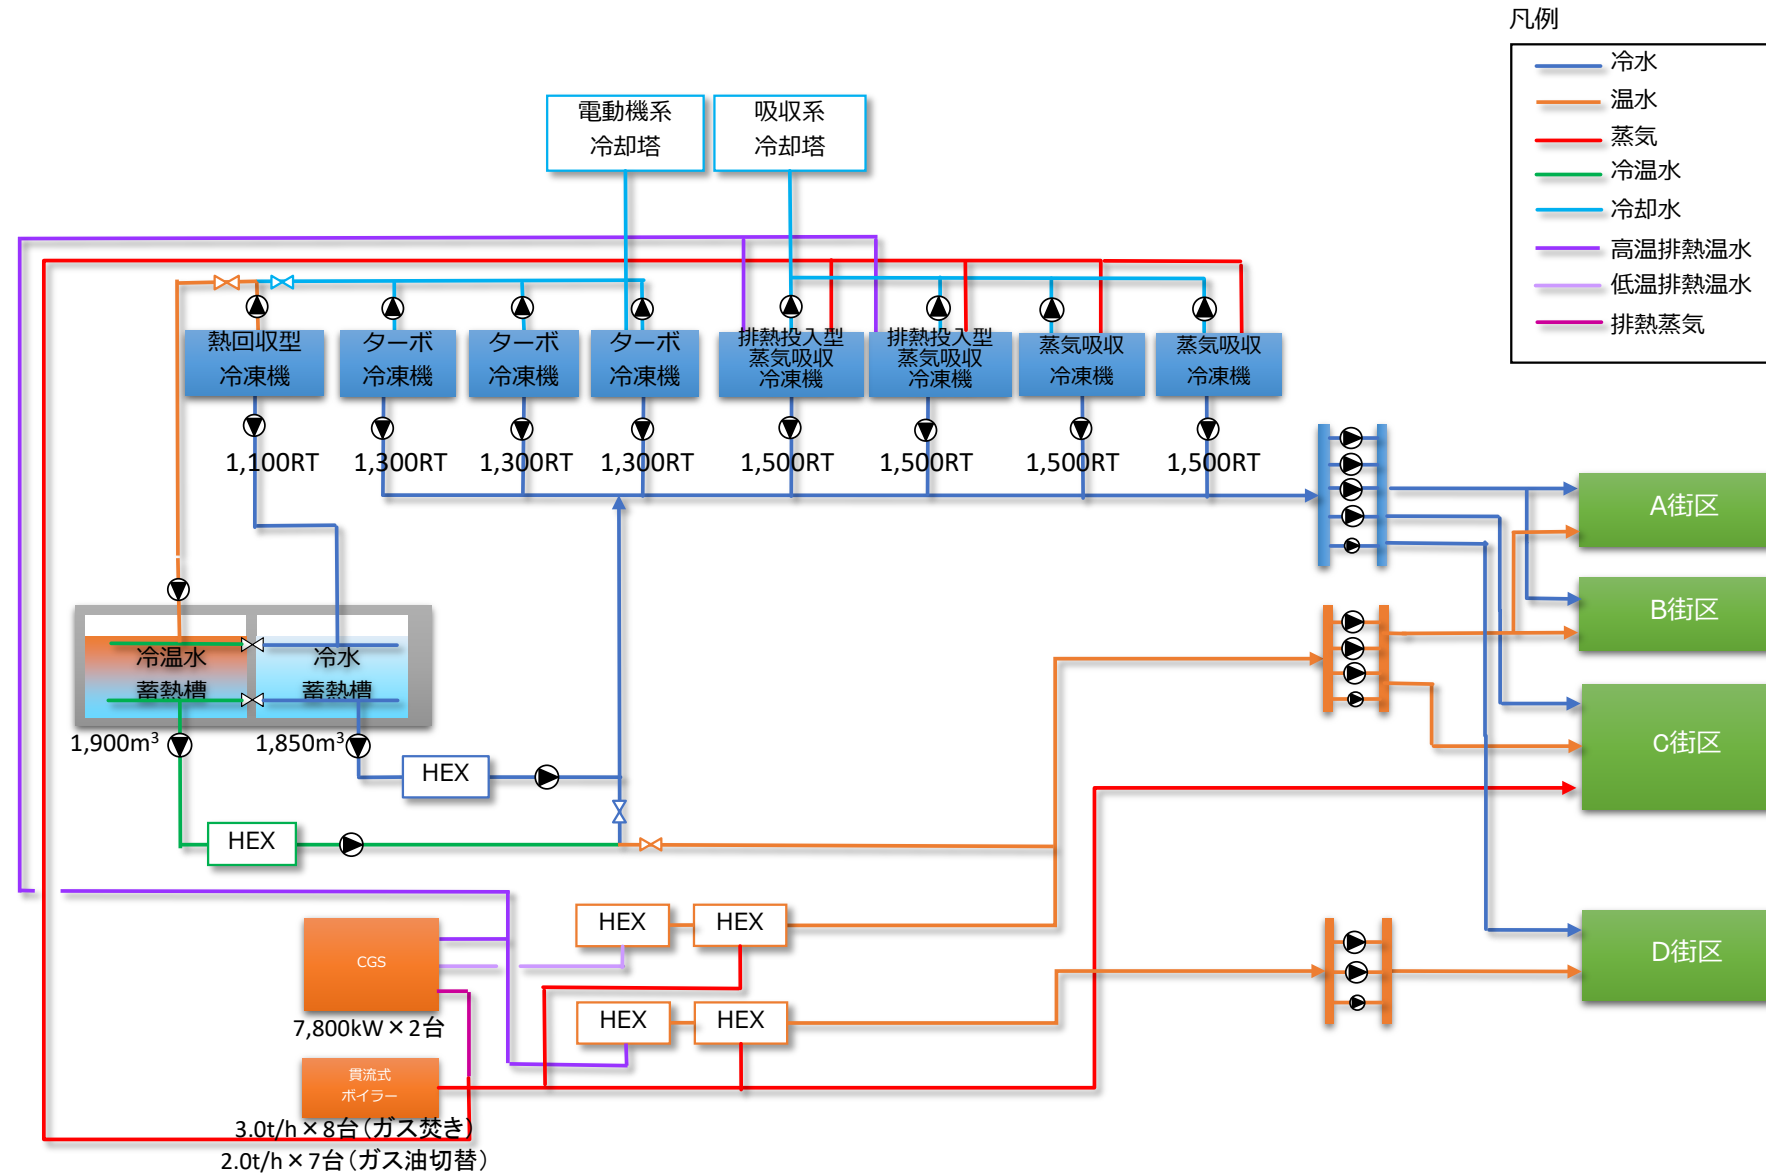 凡例
冷水
温水
蒸気
冷温水
冷却水
高温排熱温水
低温排熱温水
排熱蒸気
電動機系
冷却塔
吸収系
冷却塔
熱回収型
冷凍機
ターボ
冷凍機
ターボ
冷凍機
ターボ
冷凍機
排熱投入型
蒸気吸収
冷凍機
排熱投入型
蒸気吸収
冷凍機
蒸気吸収
冷凍機
蒸気吸収
冷凍機
1,100RT
1,300RT
1,300RT
1,300RT
1,500RT
1,500RT
1,500RT
1,500RT
A街区
B街区
C街区
D街区
冷温水
蓄熱槽
冷水
蓄熱槽
1,900m³
1,850m³
HEX
HEX
HEX
HEX
HEX
HEX
CGS
7,800kW×2台
貫流式
ボイラー
3.0t/h×8台(ガス焚き)
2.0t/h×7台(ガス油切替)